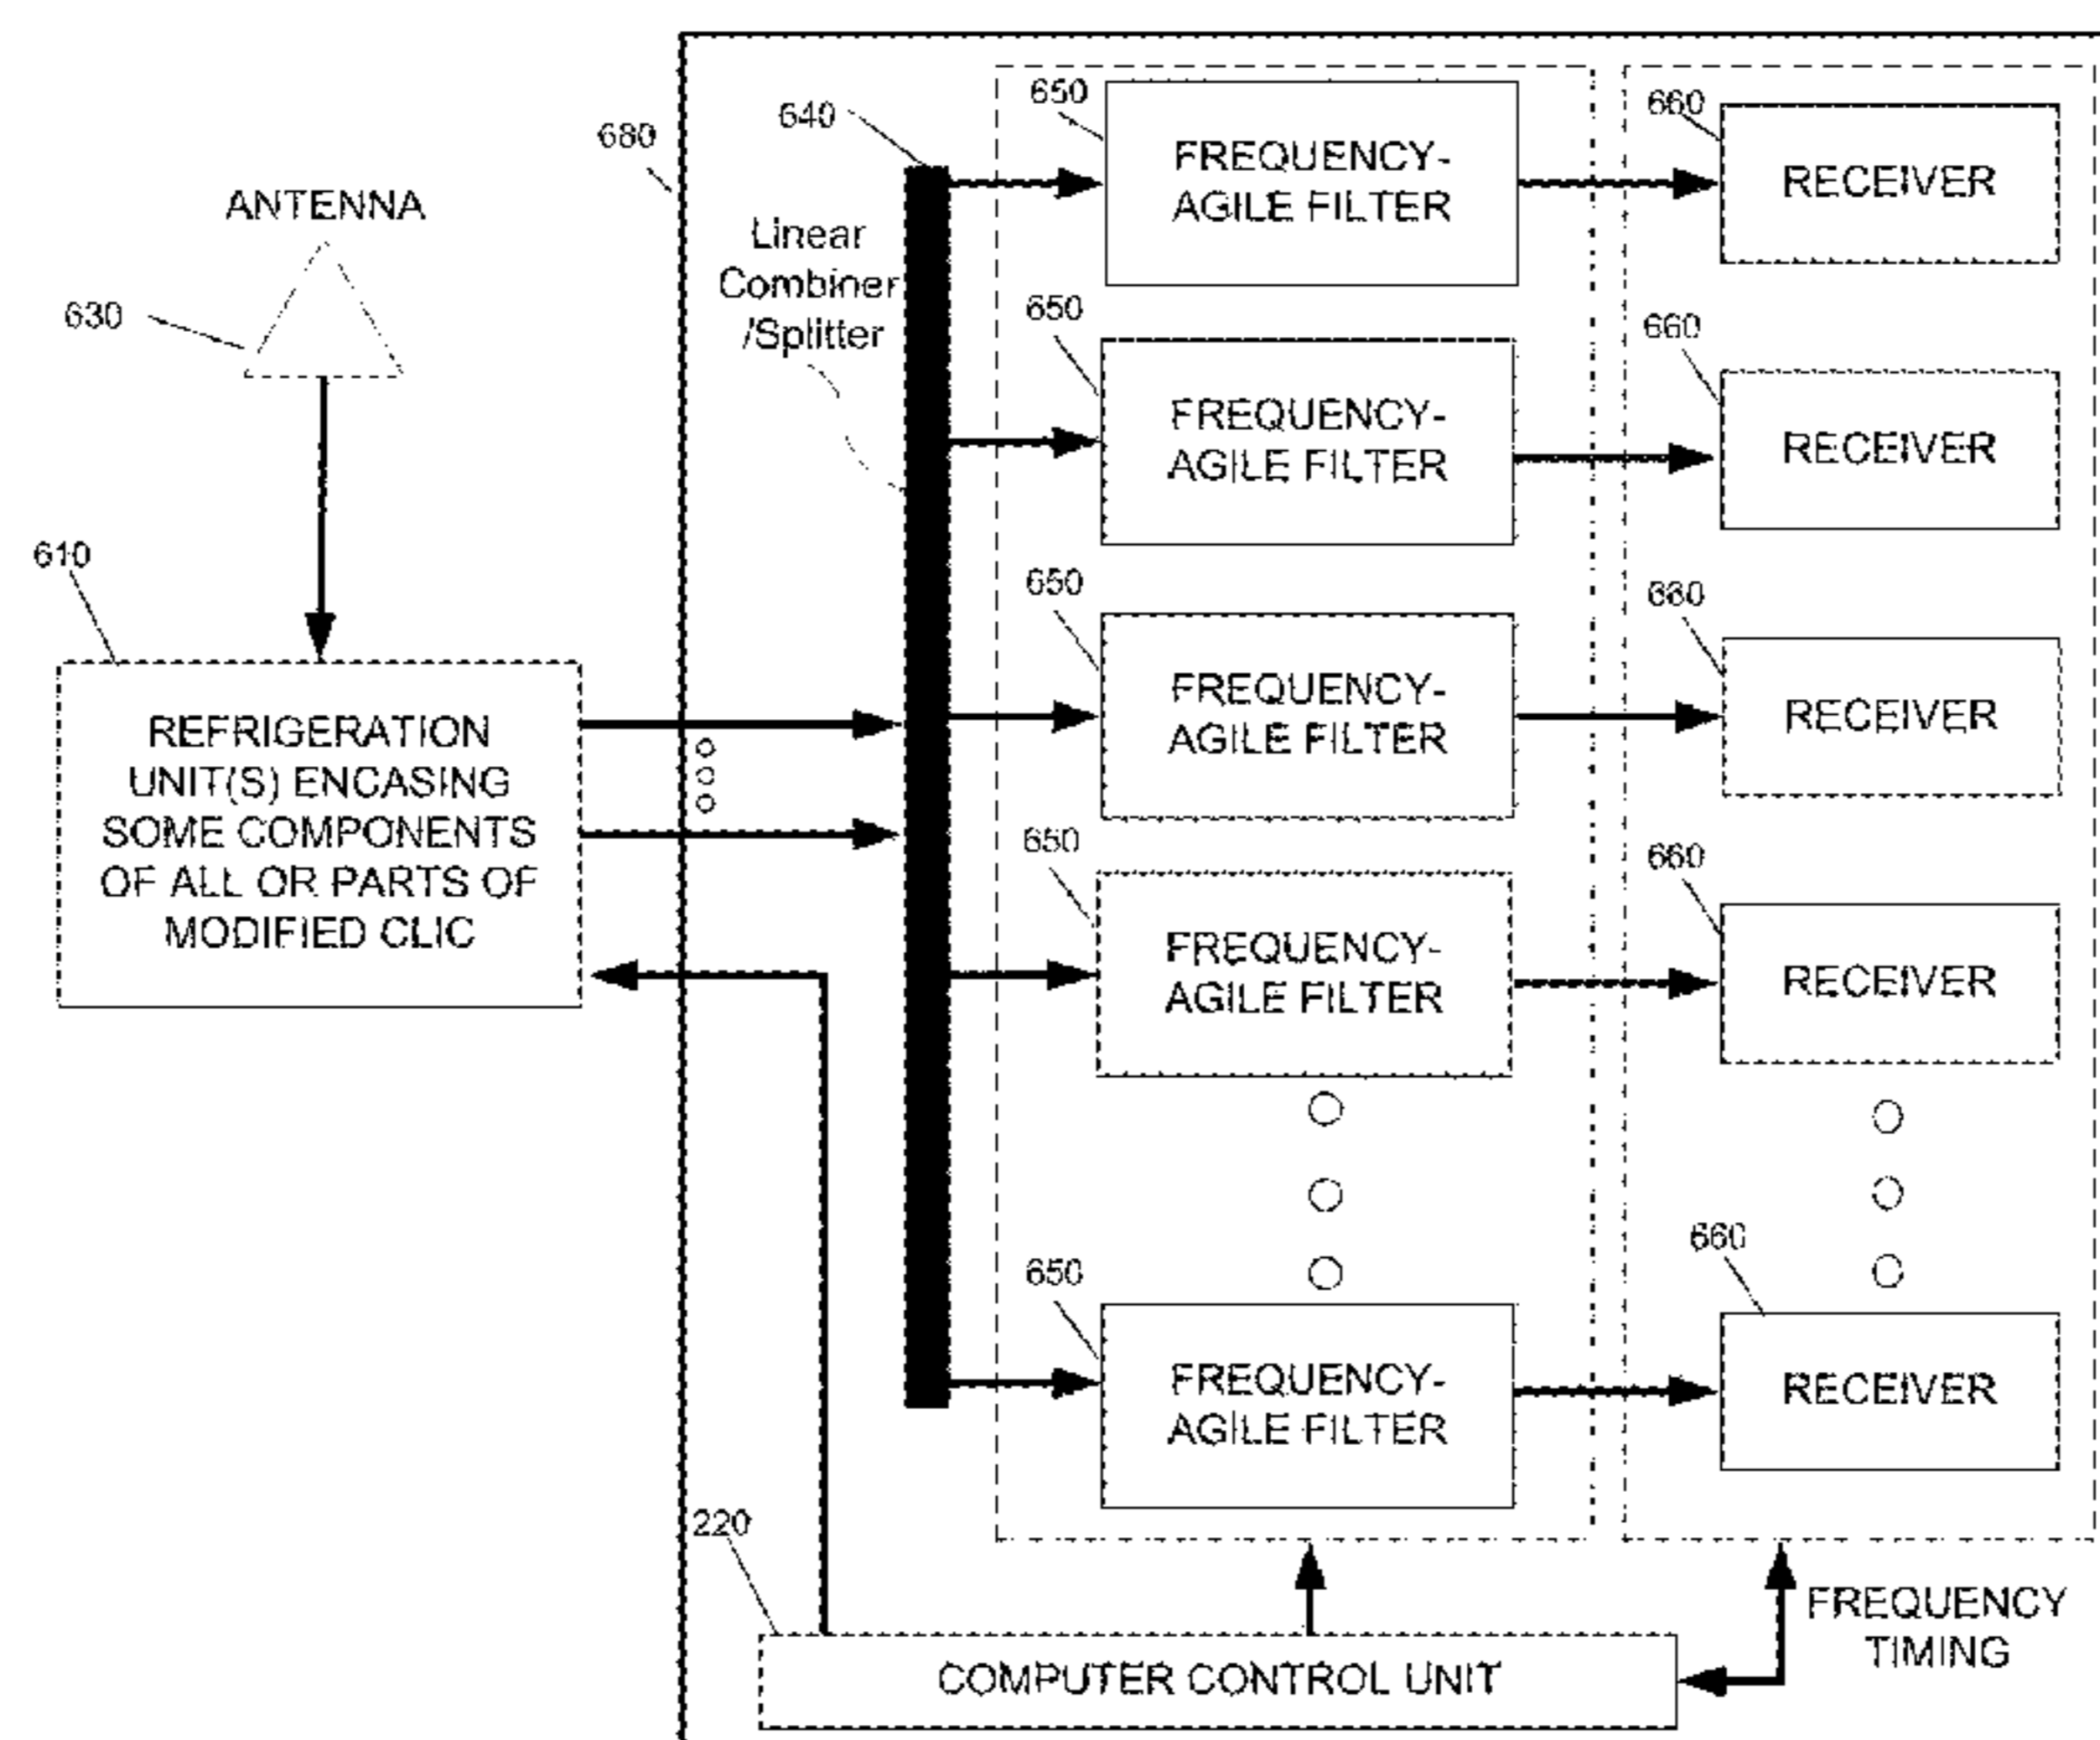 650
660
640
680
FREQUENCY-
AGILE FILTER
RECEIVER
ANTENNA
Linear
Combiner
/Splitter
630
650
660
FREQUENCY-
AGILE FILTER
RECEIVER
610
650
660
FREQUENCY-
AGILE FILTER
RECEIVER
REFRIGERATION
UNIT(S) ENCASING
SOME COMPONENTS
OF ALL OR PARTS OF
MODIFIED CLIC
650
660
FREQUENCY-
AGILE FILTER
RECEIVER
650
660
FREQUENCY-
AGILE FILTER
RECEIVER
220
FREQUENCY
TIMING
COMPUTER CONTROL UNIT